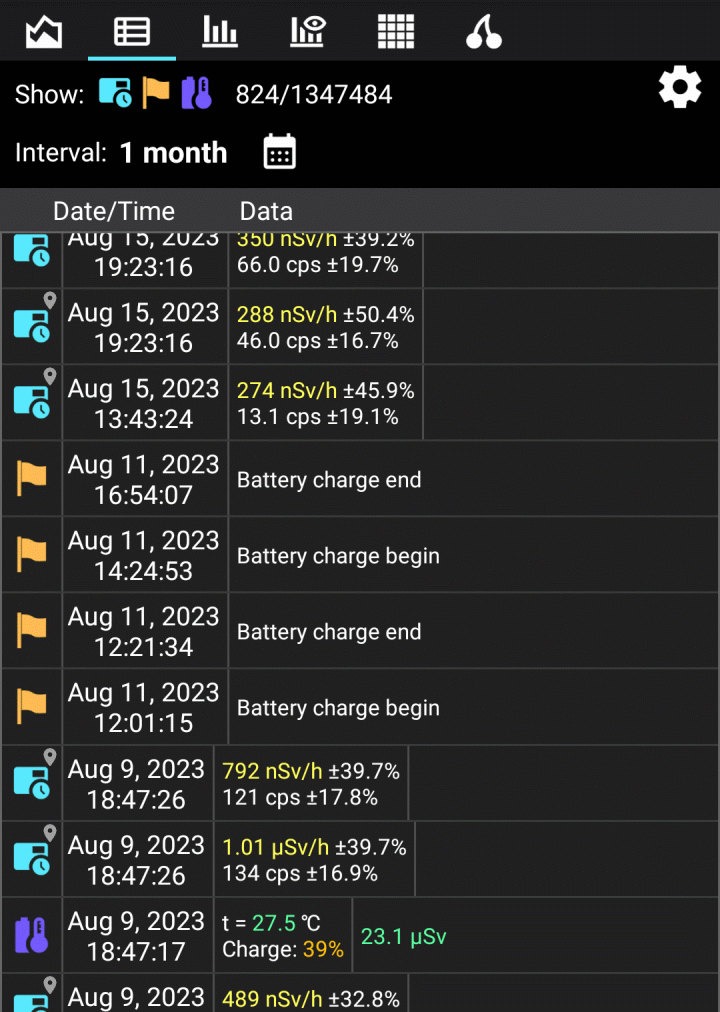 Show: 824/1347484
Interval: 1 month
Date/Time Data
Aug 15, 2023 350 nSv/h ±39.2%
19:23:16 66.0 cps ±19.7%
Aug 15, 2023 288 nSv/h ±50.4%
19:23:16 46.0 cps ±16.7%
Aug 15, 2023 274 nSv/h ±45.9%
13:43:24 13.1 cps ±19.1%
Aug 11, 2023
16:54:07
Battery charge end
Aug 11, 2023
14:24:53
Battery charge begin
Aug 11, 2023
12:21:34
Battery charge end
Aug 11, 2023
12:01:15
Battery charge begin
Aug 9, 2023 792 nSv/h ±39.7%
18:47:26 121 cps ±17.8%
Aug 9, 2023 1.01 µSv/h ±39.7%
18:47:26 134 cps ±16.9%
Aug 9, 2023 t = 27.5 ℃
18:47:17 Charge: 39%
23.1 µSv
Aug 9, 2023 489 nSv/h ±32.8%